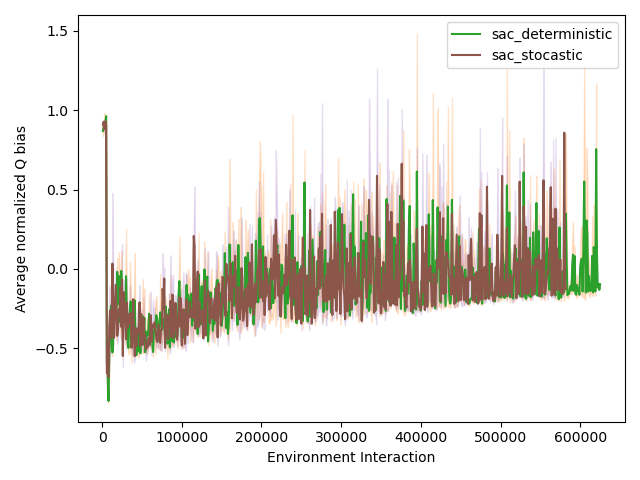 sac_deterministic
sac_stocastic
Average normalized Q bias
1.5
1.0
0.5
0.0
−0.5
0 100000 200000 300000 400000 500000 600000
Environment Interaction